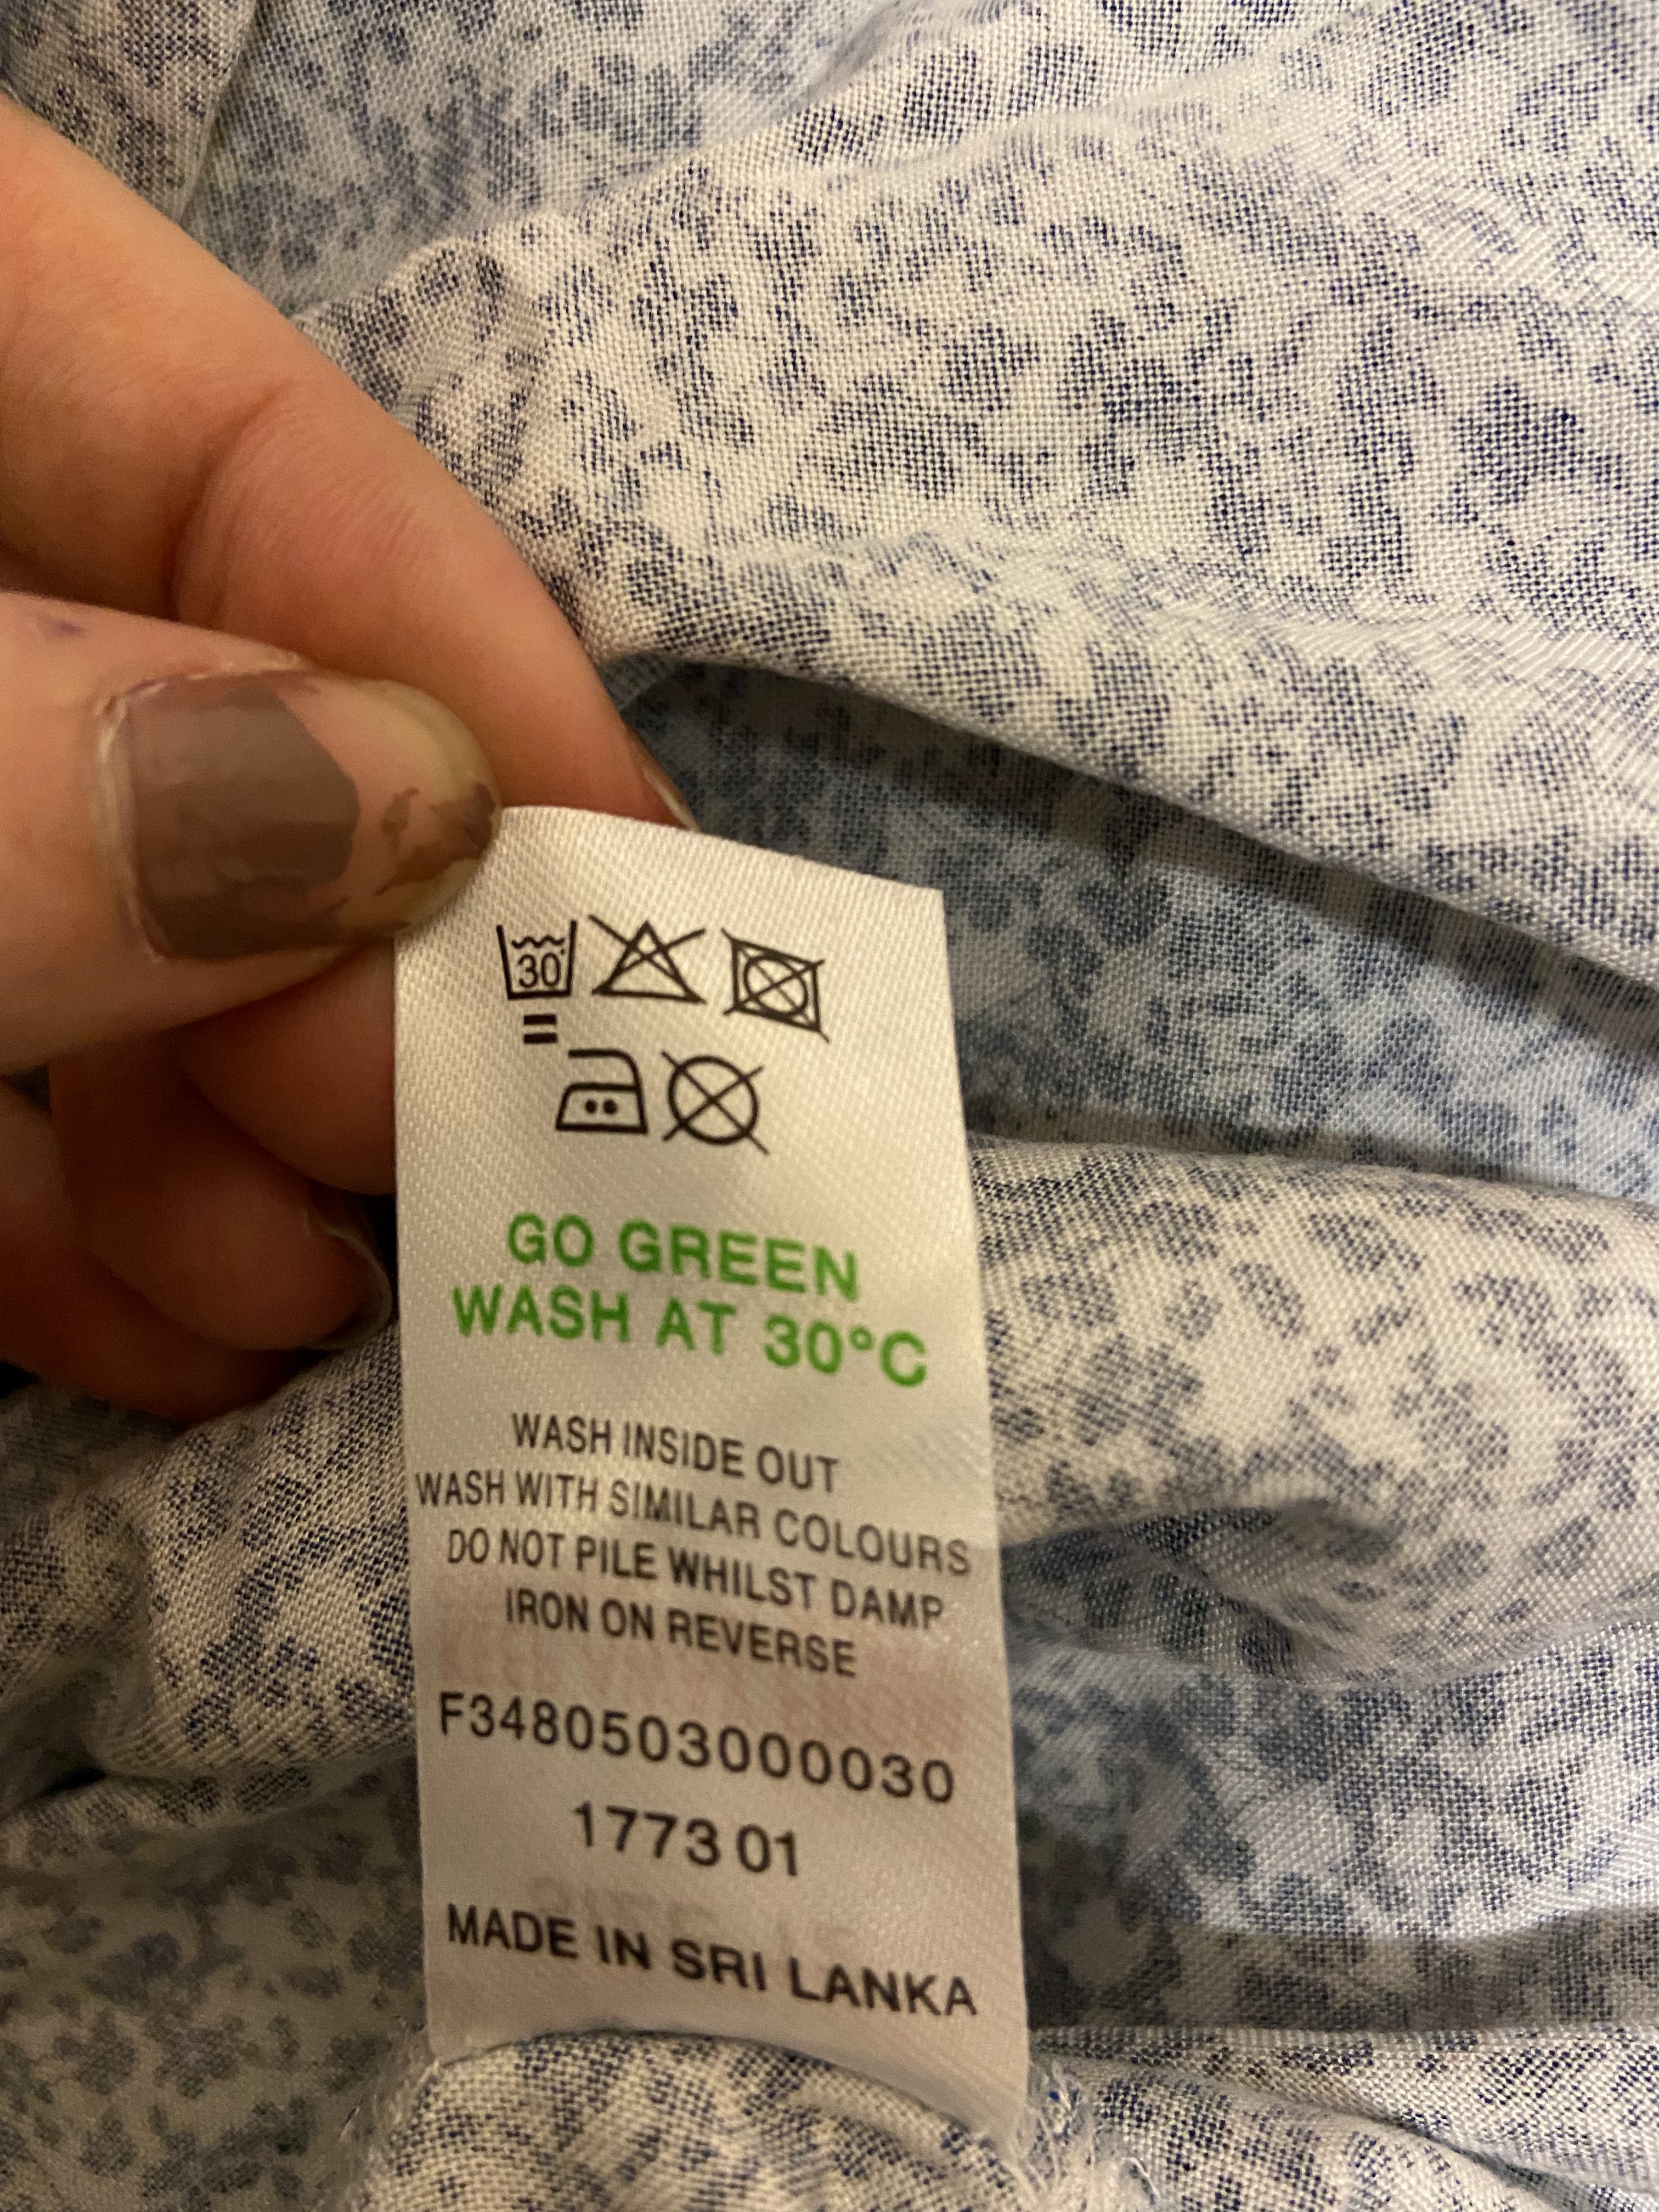 30
GO GREEN
WASH AT 30°C
WASH INSIDE OUT
WASH WITH SIMILAR COLOURS
DO NOT PILE WHILST DAMP
IRON ON REVERSE
F3480503000030
1773 01
MADE IN SRI LANKA